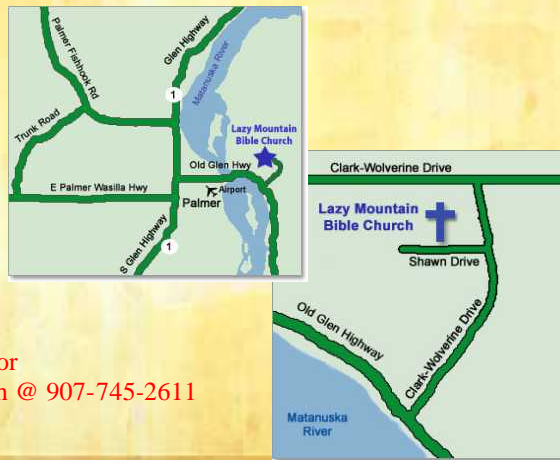 Palmer Fishhook Rd
Glen Highway
Matanuska River
1
Trunk Road
Lazy Mountain
Bible Church
Old Glen Hwy
E Palmer Wasilla Hwy
Airport
Palmer
S Glen Highway
1
Clark-Wolverine Drive
Lazy Mountain
Bible Church
Shawn Drive
Old Glen Highway
Clark-Wolverine Drive
Matanuska
River
or
n @ 907-745-2611